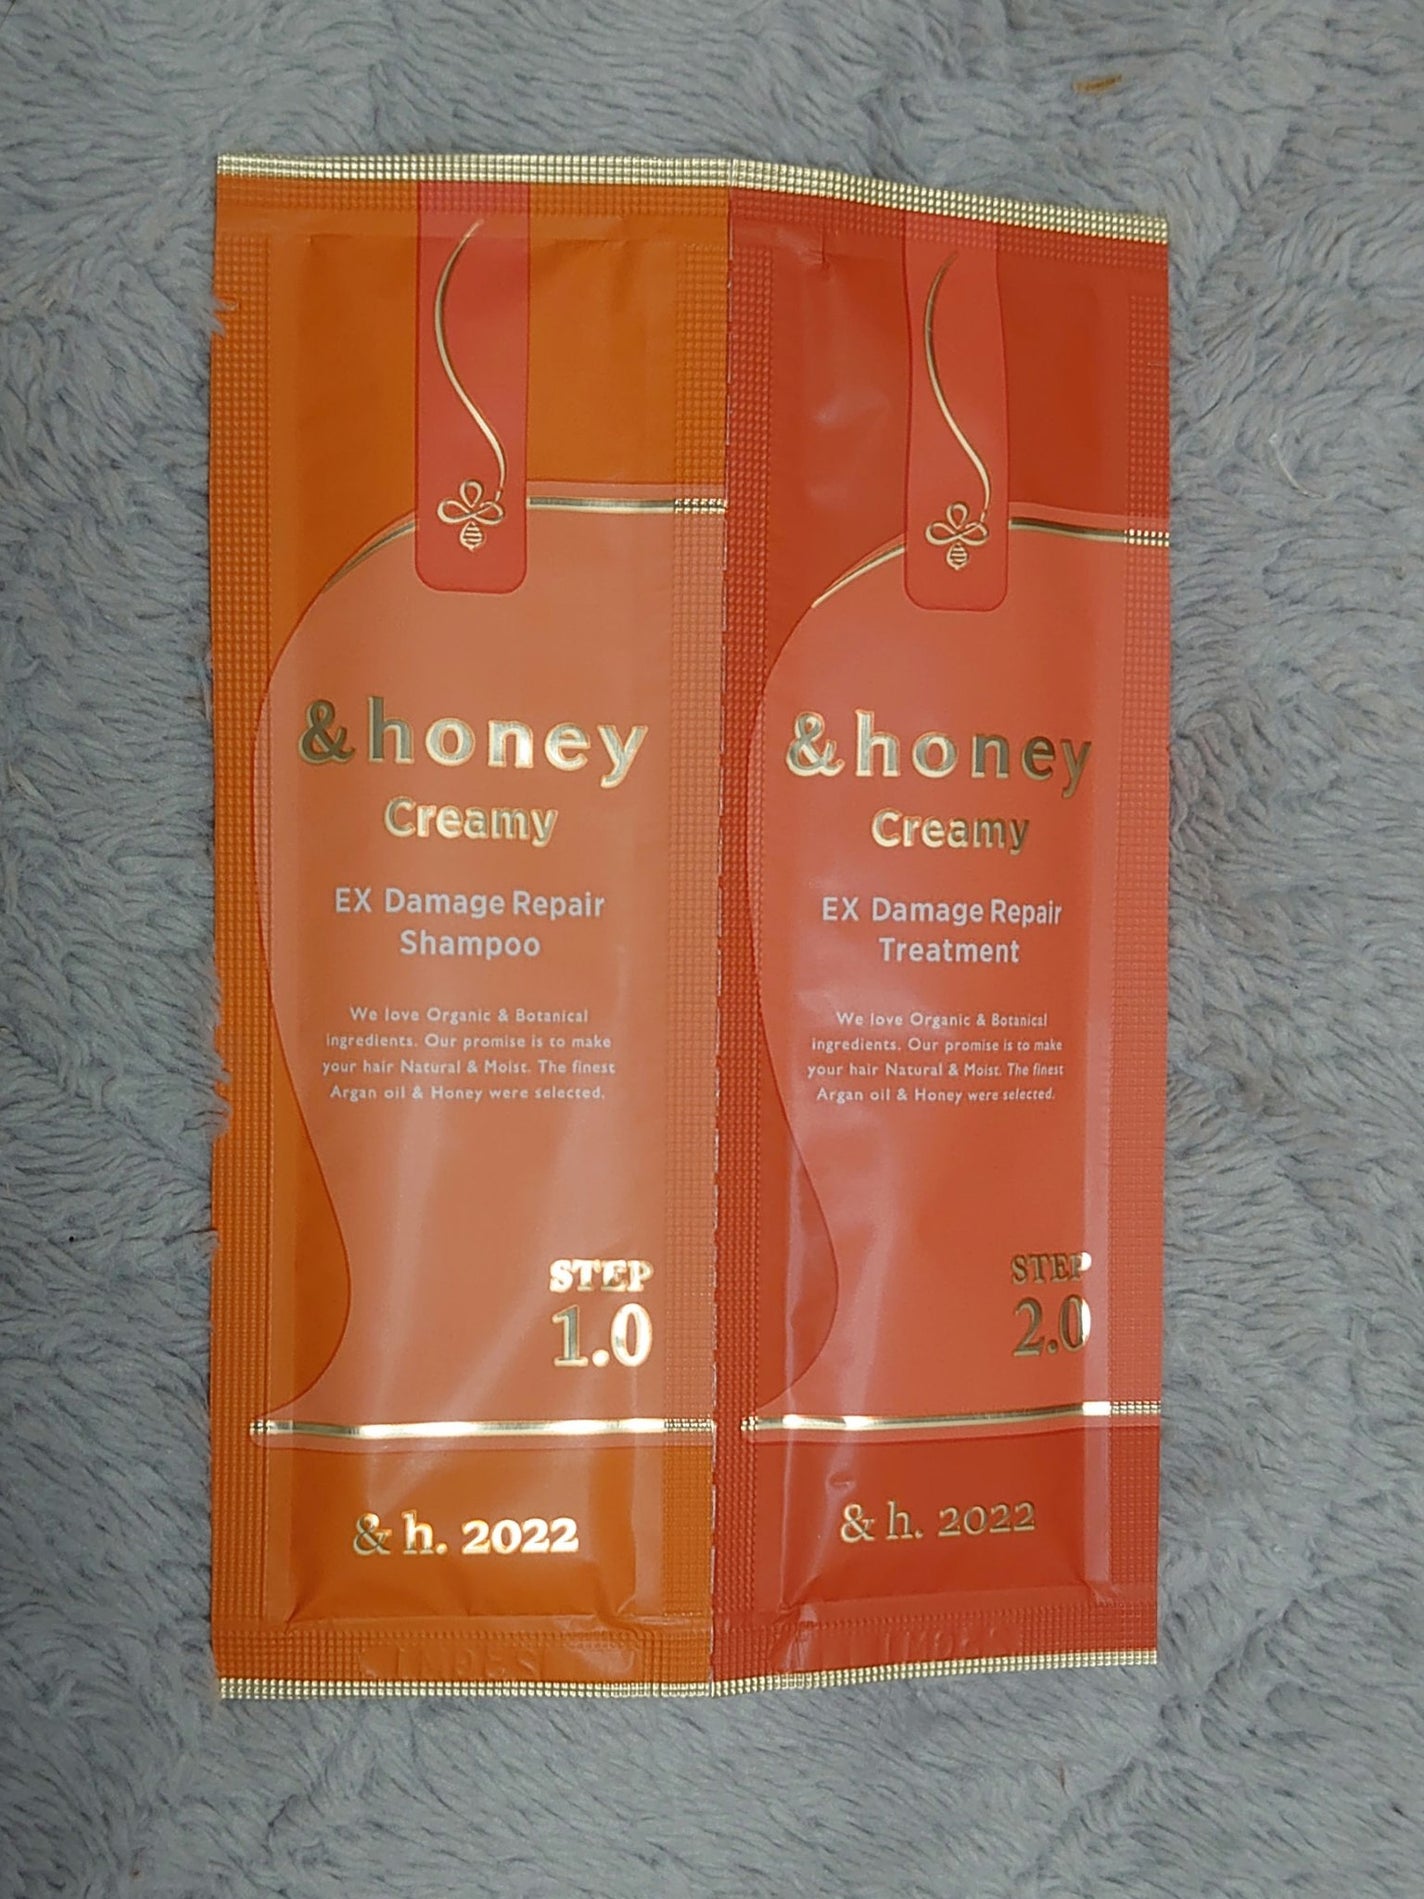 &honey
Creamy
EX Damage Repair
Shampoo
We love Organic & Botanical
ingredients. Our promise is to make
your hair Natural & Moist. The finest
Argan oil & Honey were selected.
STEP
1.0
& h. 2022
&honey
Creamy
EX Damage Repair
Treatment
We love Organic & Botanical
ingredients. Our promise is to make
your hair Natural & Moist. The finest
Argan oil & Honey were selected.
STEP
2.0
& h. 2022